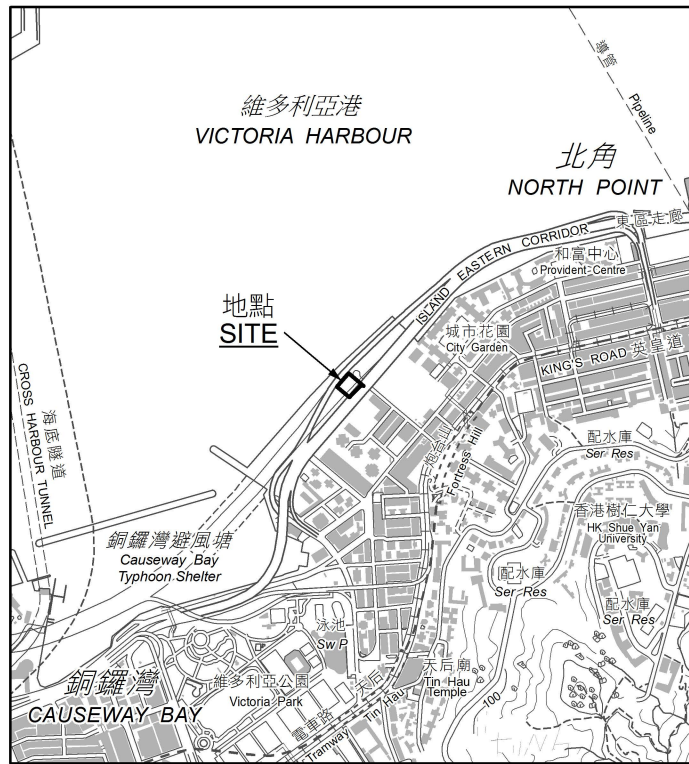 維多利亞港
VICTORIA HARBOUR
導管
Pipeline
北角
NORTH POINT
東區走廊
ISLAND EASTERN CORRIDOR
和富中心
Provident Centre
地點
SITE
城市花園
City Garden
KING'S ROAD 英皇道
CROSS HARBOUR TUNNEL
海底隧道
炮台山
Fortress Hill
配水庫
Ser Res
香港樹仁大學
HK Shue Yan
University
銅鑼灣避風塘
Causeway Bay
Typhoon Shelter
配水庫
Ser Res
配水庫
Ser Res
泳池
Sw P
天后廟
Tin Hau
Temple
銅鑼灣
CAUSEWAY BAY
維多利亞公園
Victoria Park
天后
Tin Hau
電車路
Tramway
100